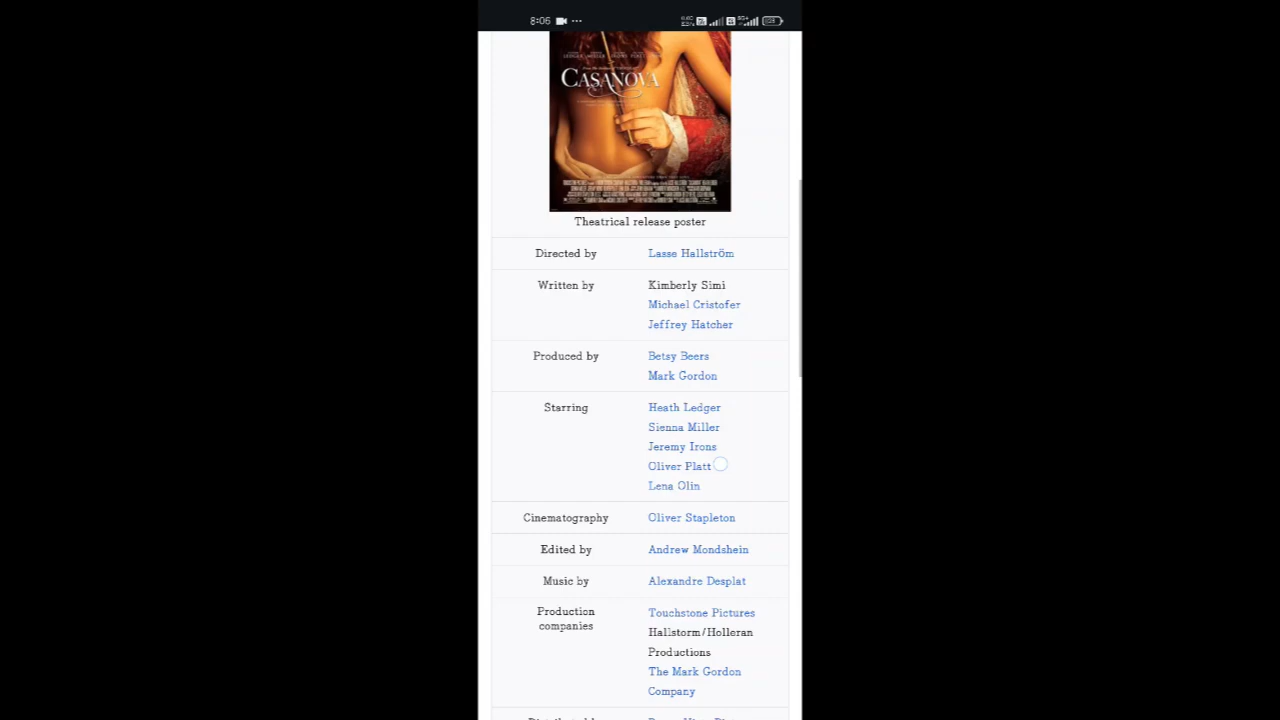 8:06
CASANOVA
Theatrical release poster
Directed by
Lasse Hallström
Written by
Kimberly Simi
Michael Cristofer
Jeffrey Hatcher
Produced by
Betsy Beers
Mark Gordon
Starring
Heath Ledger
Sienna Miller
Jeremy Irons
Oliver Platt
Lena Olin
Cinematography
Oliver Stapleton
Edited by
Andrew Mondshein
Music by
Alexandre Desplat
Production
companies
Touchstone Pictures
Hallstorm/Holleran
Productions
The Mark Gordon
Company